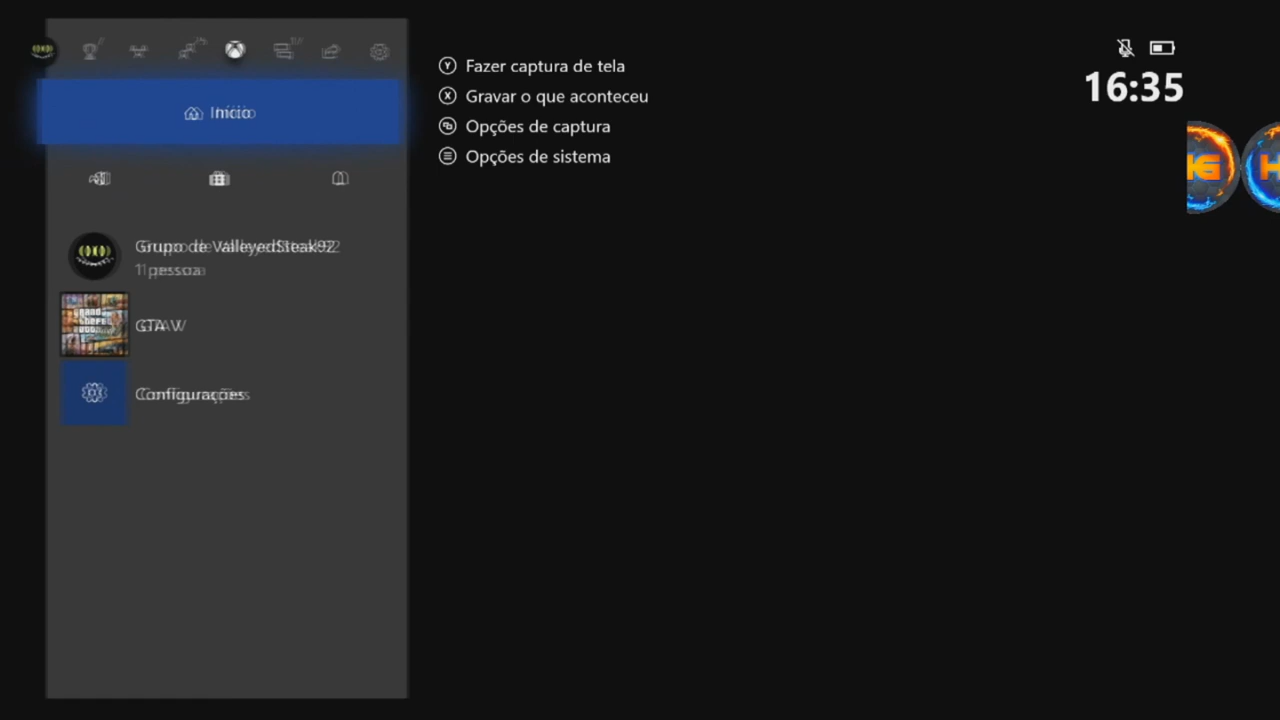 Fazer captura de tela
16:35
Gravar o que aconteceu
Início
Opções de captura
Opções de sistema
Grupo de ValleyedSteak92
1 pessoa
GTA V
Configurações